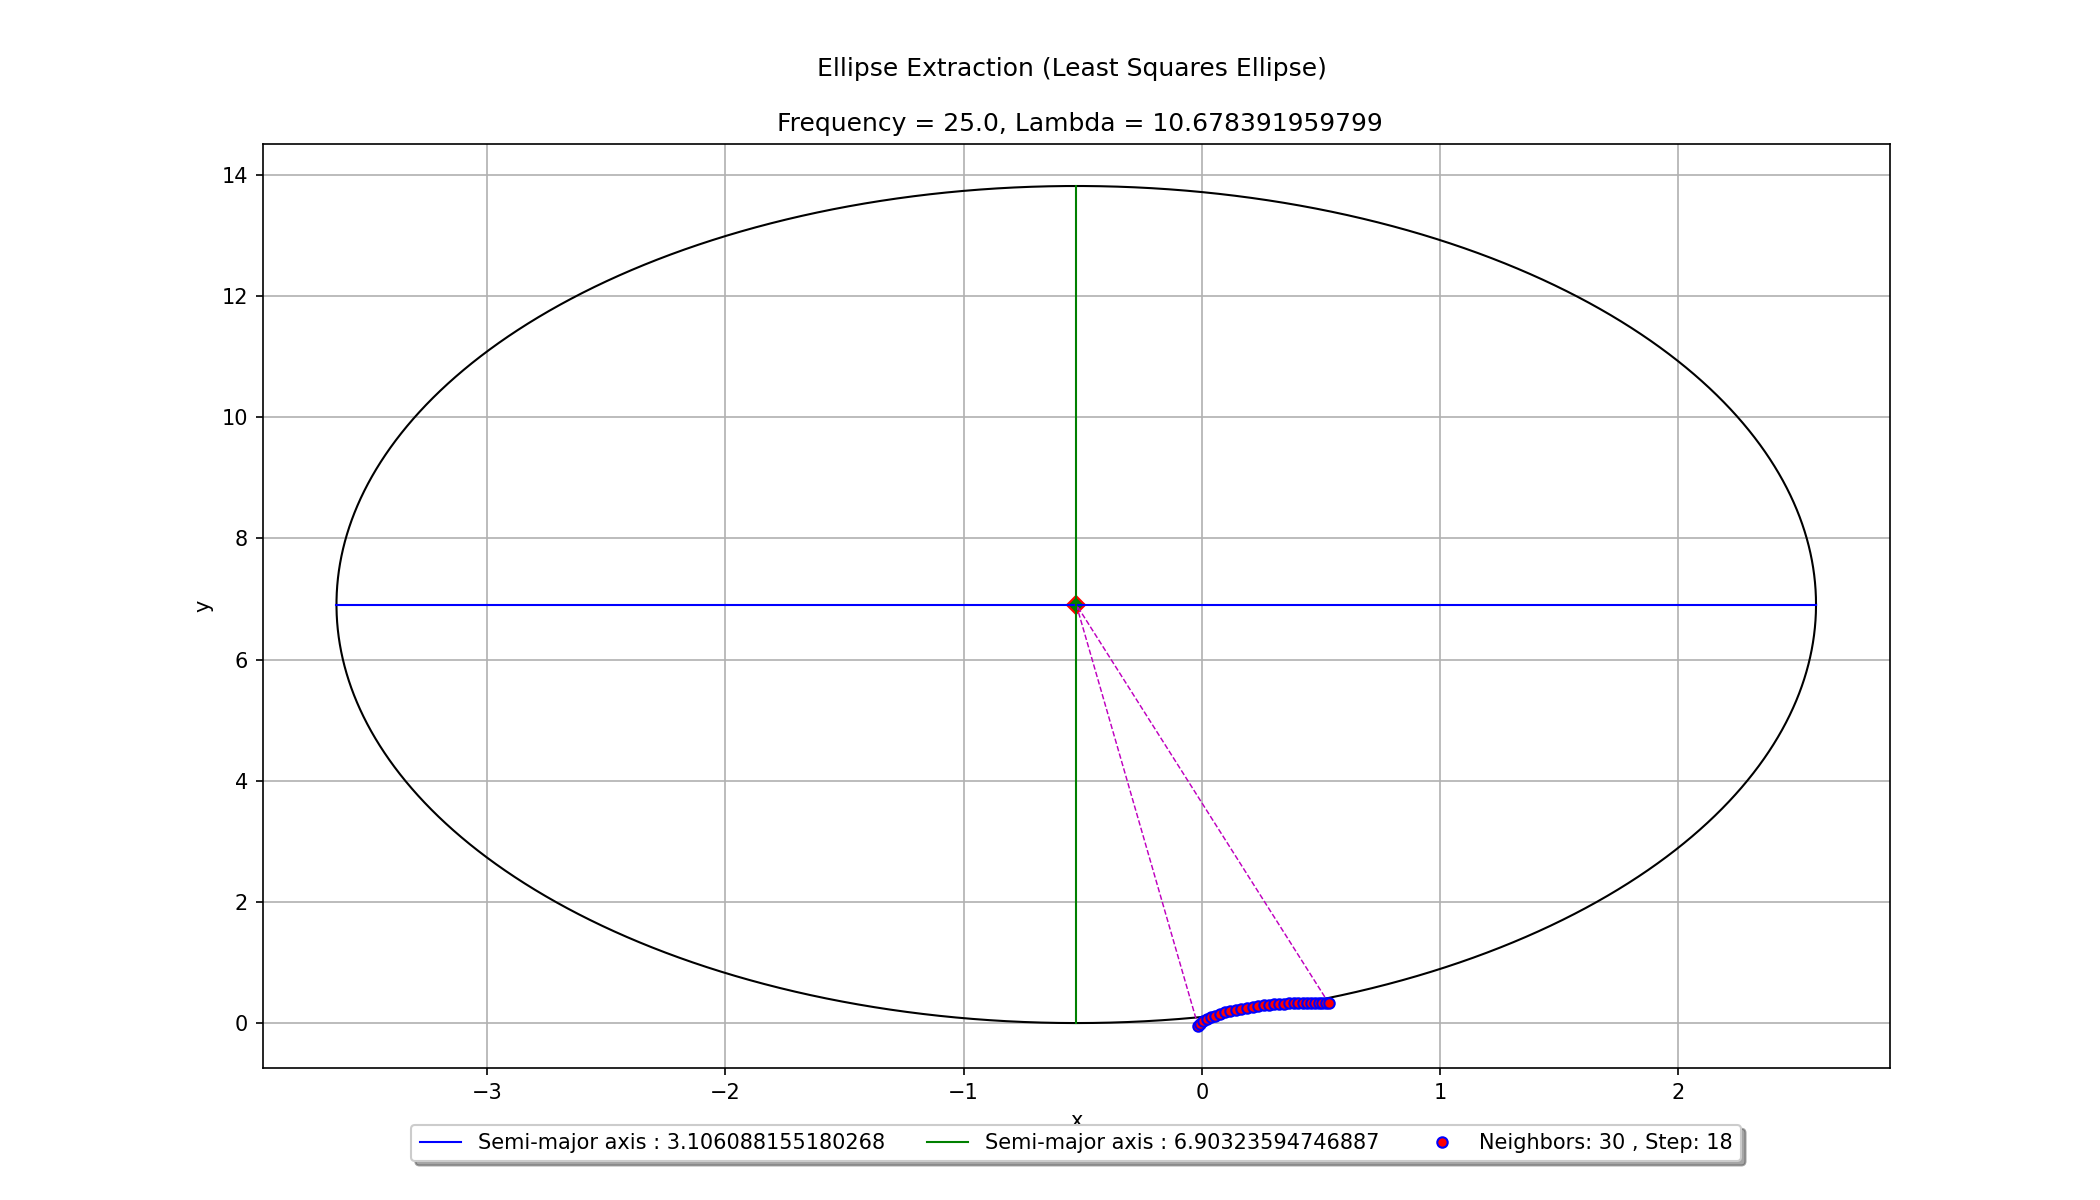 Ellipse Extraction (Least Squares Ellipse)
Frequency = 25.0, Lambda = 10.678391959799
14
12
10
8
6
4
2
0
y
−3
−2
−1
0
1
2
x
Semi-major axis : 3.106088155180268
Semi-major axis : 6.90323594746887
Neighbors: 30 , Step: 18